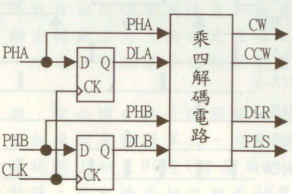 PHA
CW
PHA
D Q
DLA
CCW
CK
乘四解碼電路
PHB
DIR
PHB
D Q
DLB
PLS
CLK
CK